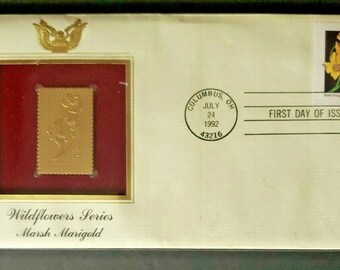 COLUMBUS, OH
JULY
24
1992
43216
FIRST DAY OF ISS
Wildflowers Series
Marsh Marigold